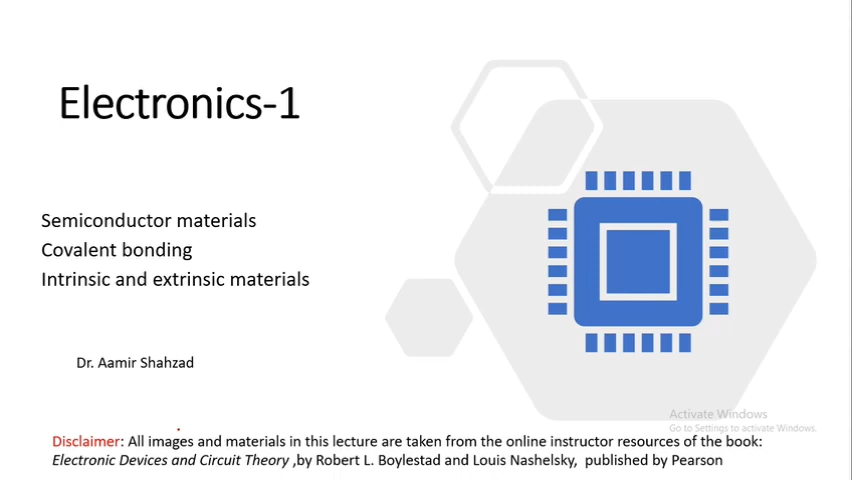 Electronics-1
Semiconductor materials
Covalent bonding
Intrinsic and extrinsic materials
Dr. Aamir Shahzad
Activate Windows
Go to Settings to activate Windows.
Disclaimer: All images and materials in this lecture are taken from the online instructor resources of the book:
Electronic Devices and Circuit Theory ,by Robert L. Boylestad and Louis Nashelsky, published by Pearson